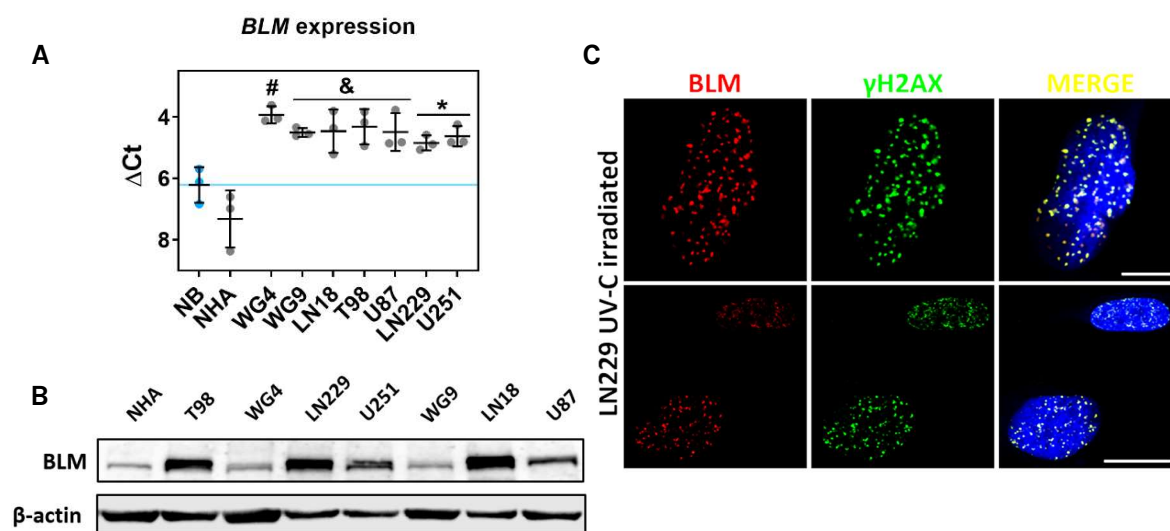 BLM expression
A
#
&
*
4
6
8
ΔCt
NB
NHA
WG4
WG9
LN18
T98
U87
LN229
U251
B
NHA
T98
WG4
LN229
U251
WG9
LN18
U87
BLM
β-actin
C
BLM
γH2AX
MERGE
LN229 UV-C irradiated